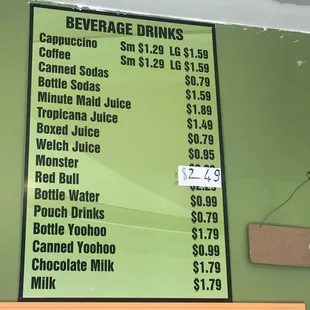 BEVERAGE DRINKS
Cappuccino Sm $1.29 LG $1.59
Coffee Sm $1.29 LG $1.59
Canned Sodas $0.79
Bottle Sodas $1.59
Minute Maid Juice $1.89
Tropicana Juice $1.49
Boxed Juice $0.79
Welch Juice $0.95
Monster
$2.49
Red Bull
Bottle Water $0.99
Pouch Drinks $0.79
Bottle Yoohoo $1.79
Canned Yoohoo $0.99
Chocolate Milk $1.79
Milk $1.79